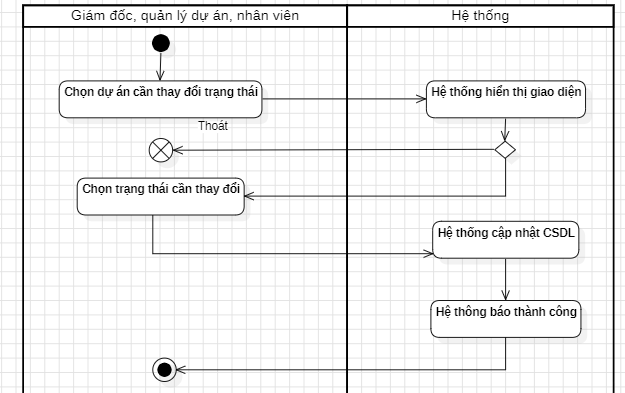 Giám đốc, quản lý dự án, nhân viên
Hệ thống
Chọn dự án cần thay đổi trạng thái
Hệ thống hiển thị giao diện
Thoát
Chọn trạng thái cần thay đổi
Hệ thống cập nhật CSDL
Hệ thông báo thành công